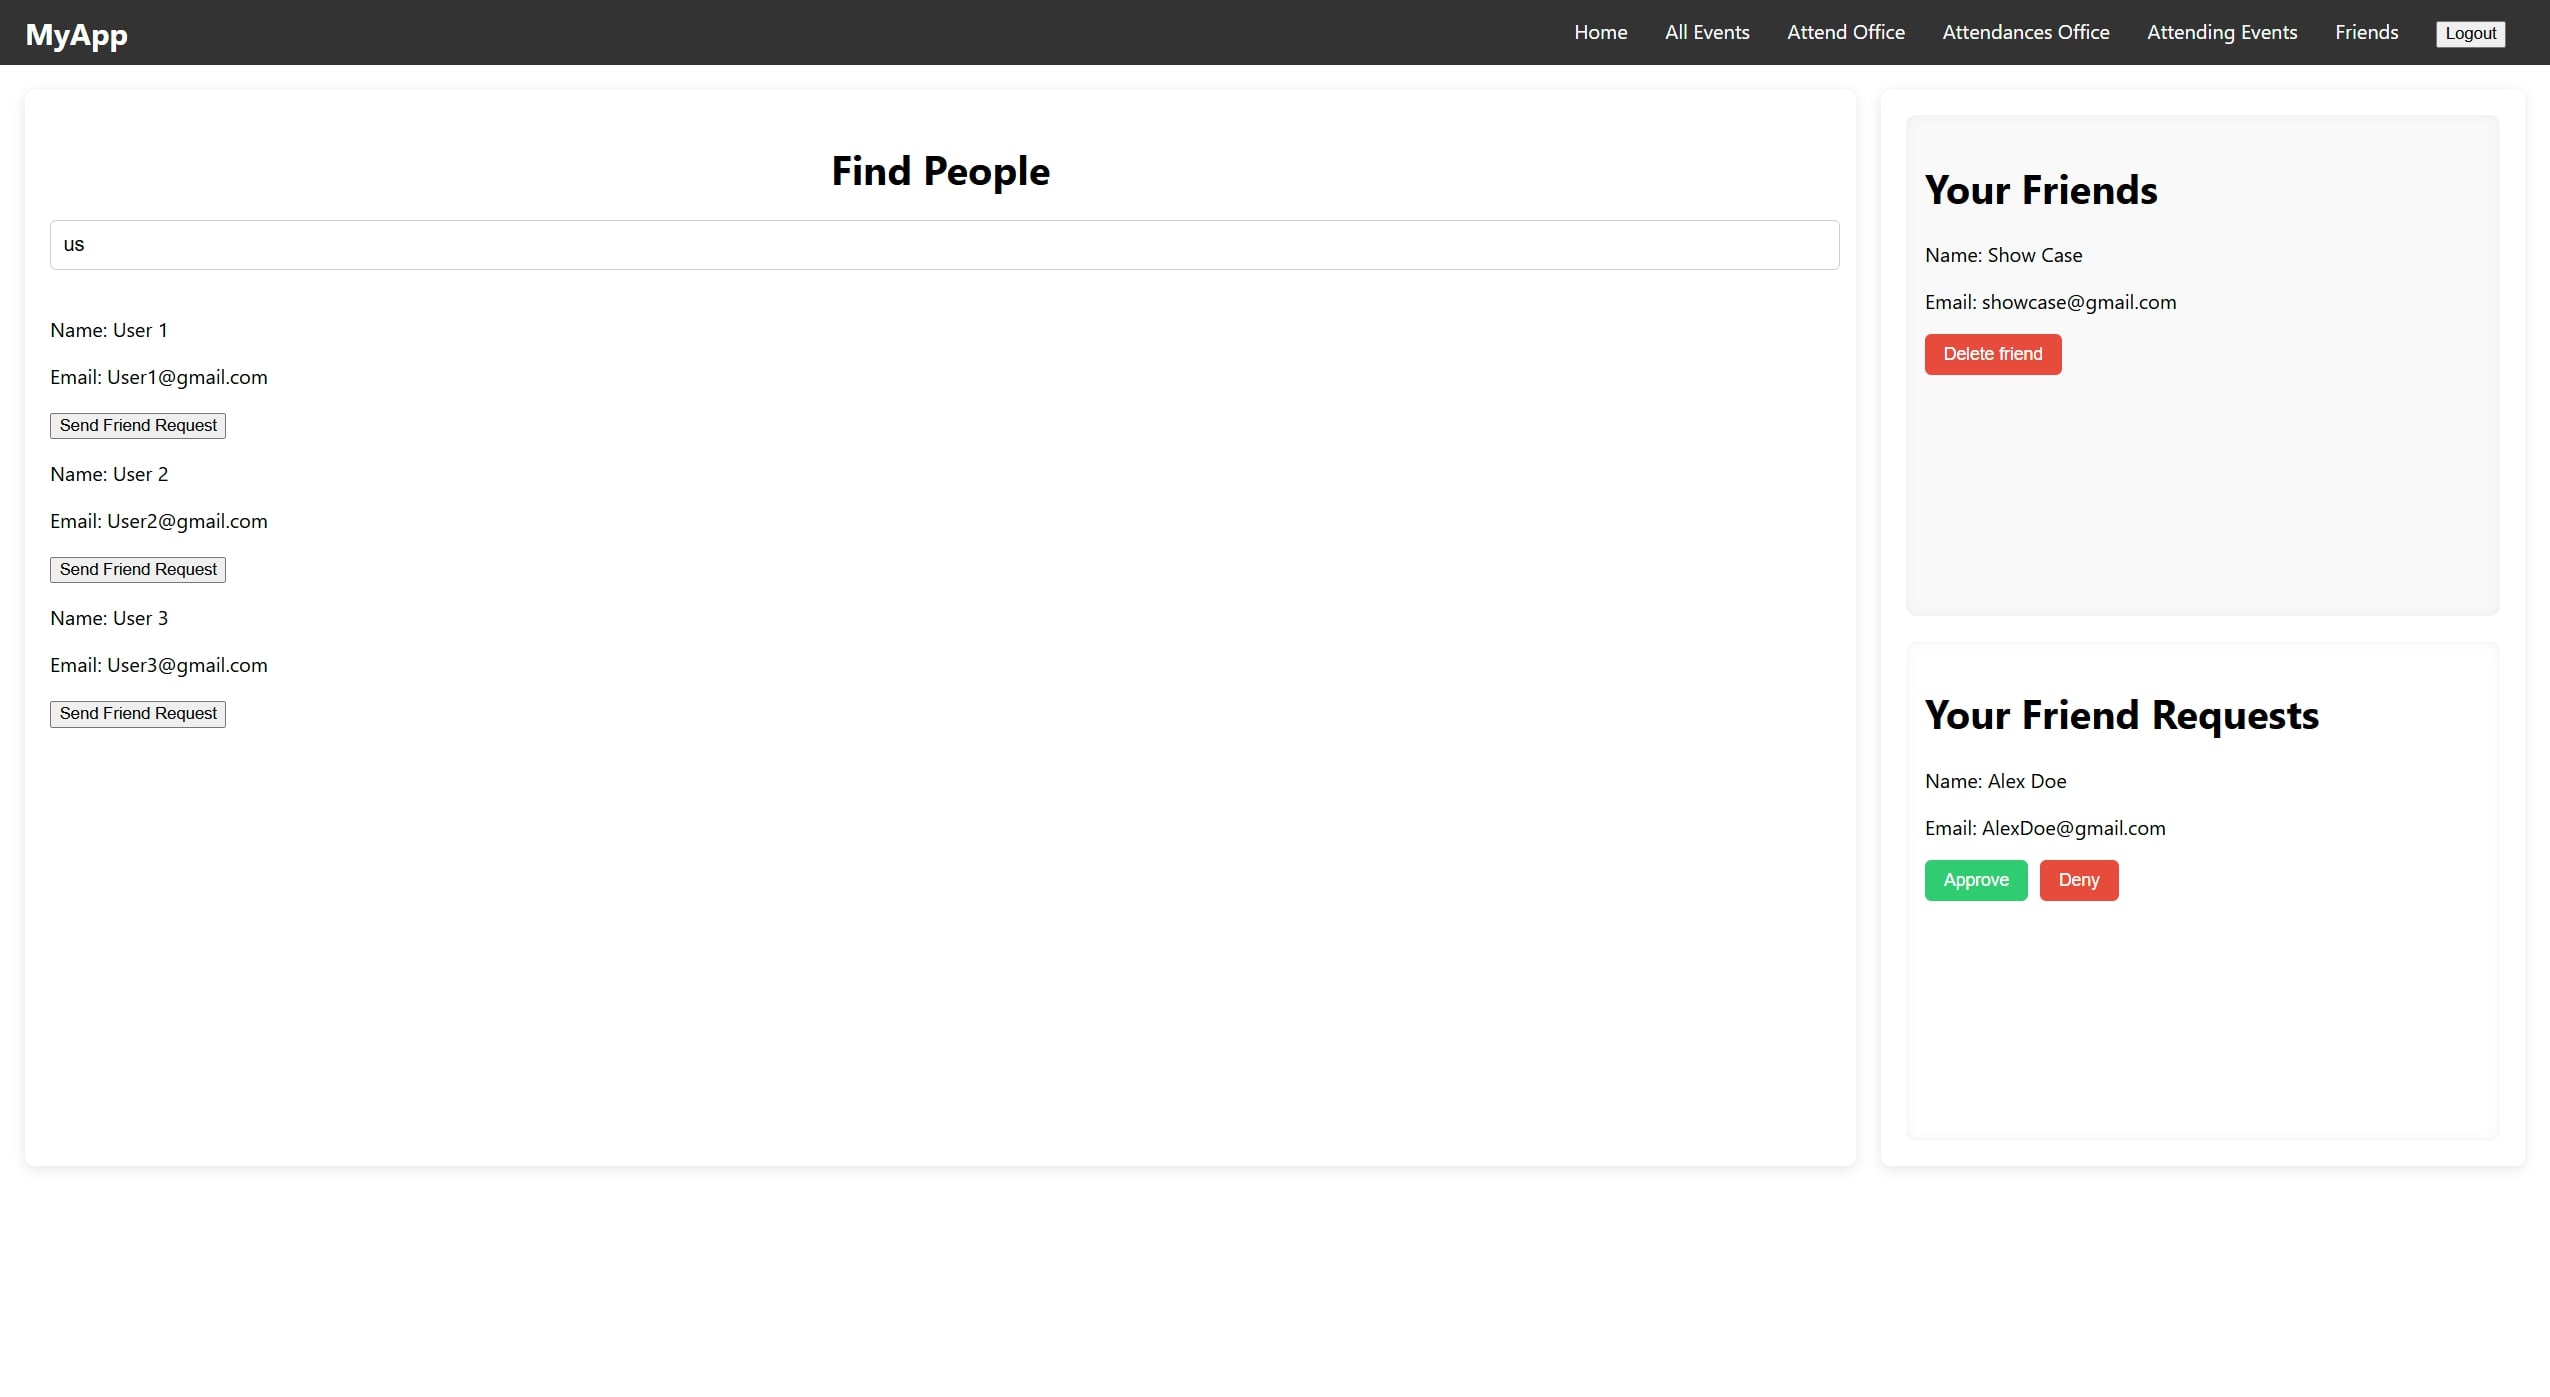 MyApp
Home All Events Attend Office Attendances Office Attending Events Friends Logout
Find People
us
Name: User 1
Email: User1@gmail.com
Send Friend Request
Name: User 2
Email: User2@gmail.com
Send Friend Request
Name: User 3
Email: User3@gmail.com
Send Friend Request
Your Friends
Name: Show Case
Email: showcase@gmail.com
Delete friend
Your Friend Requests
Name: Alex Doe
Email: AlexDoe@gmail.com
Approve Deny